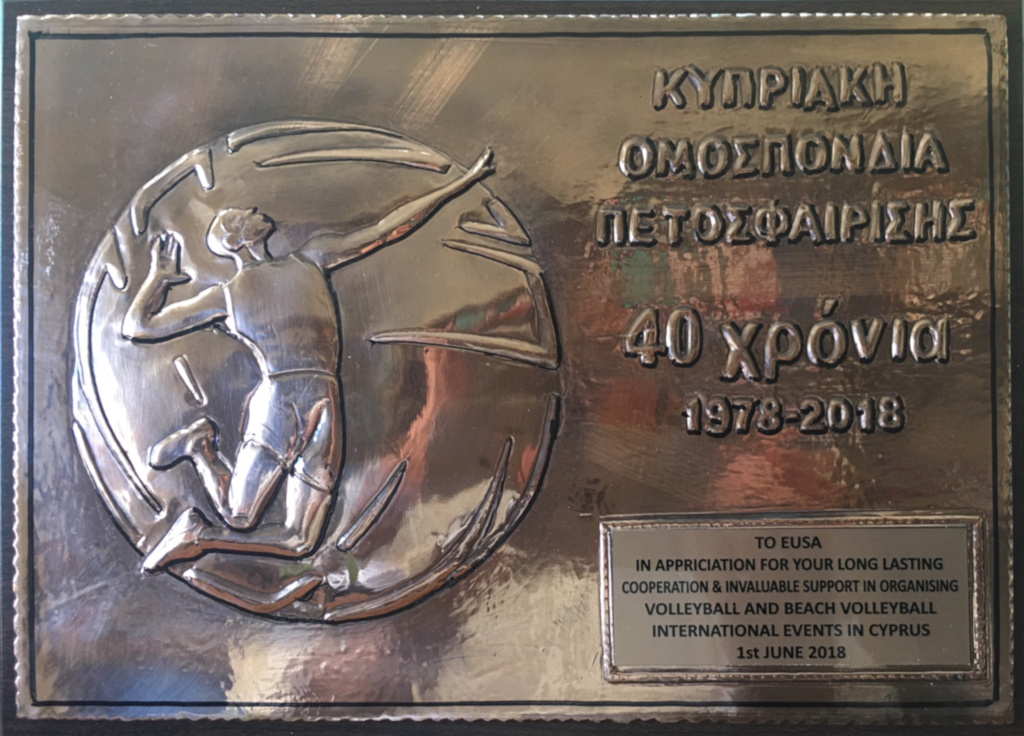 ΚΥΠΡΙΑΚΗ
ΟΜΟΣΠΟΝΔΙΑ
ΠΕΤΟΣΦΑΙΡΙΣΗΣ
40 χρόνια
1978-2018
TO EUSA
IN APPRICIATION FOR YOUR LONG LASTING
COOPERATION & INVALUABLE SUPPORT IN ORGANISING
VOLLEYBALL AND BEACH VOLLEYBALL
INTERNATIONAL EVENTS IN CYPRUS
1st JUNE 2018